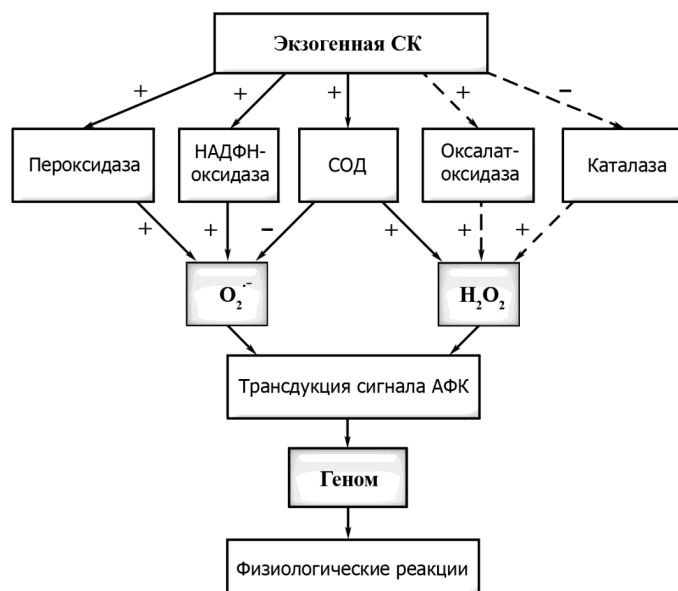 Экзогенная СК
+ + + + −
Пероксидаза
НАДФН-
оксидаза
СОД
Оксалат-
оксидаза
Каталаза
+ + − + + +
O₂·⁻
H₂O₂
Трансдукция сигнала АФК
Геном
Физиологические реакции